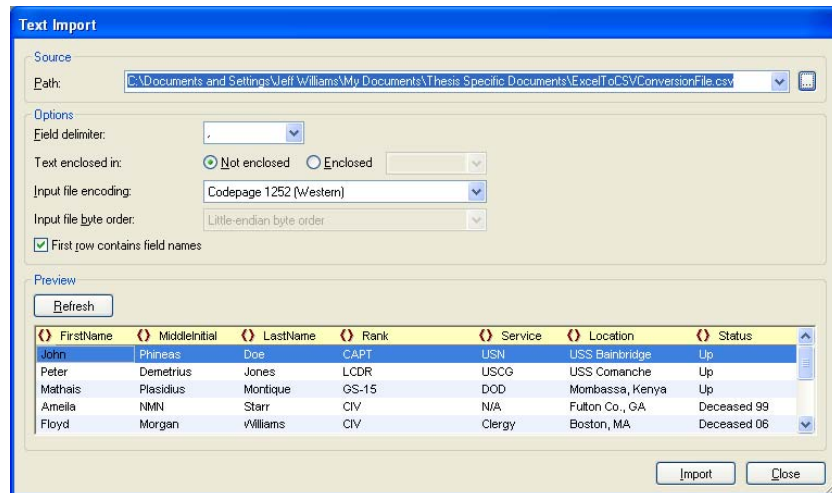 Text Import
Source
Path: C:\Documents and Settings\Jeff Williams\My Documents\Thesis Specific Documents\ExcelToCSVConversionFile.csv ...
Options
Field delimiter: ,
Text enclosed in: Not enclosed Enclosed
Input file encoding: Codepage 1252 (Western)
Input file byte order: Little-endian byte order
First row contains field names
Preview
Refresh
FirstName MiddleInitial LastName Rank Service Location Status
John Phineas Doe CAPT USN USS Bainbridge Up
Peter Demetrius Jones LCDR USCG USS Comanche Up
Mathais Plasidius Montique GS-15 DOD Mombassa, Kenya Up
Ameila NMN Starr CIV N/A Fulton Co., GA Deceased 99
Floyd Morgan Williams CIV Clergy Boston, MA Deceased 06
Import Close